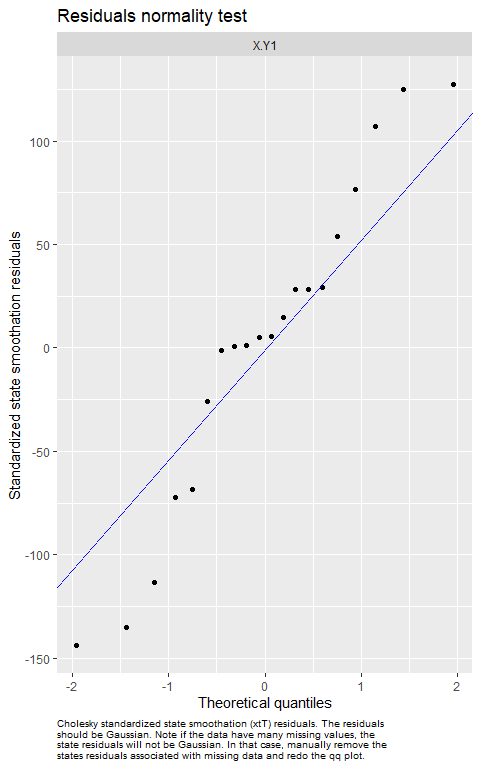 Residuals normality test
X.Y1
100
50
0
-50
-100
-150
Standardized state smoothation residuals
-2
-1
0
1
2
Theoretical quantiles
Cholesky standardized state smoothation (xtT) residuals. The residuals
should be Gaussian. Note if the data have many missing values, the
state residuals will not be Gaussian. In that case, manually remove the
states residuals associated with missing data and redo the qq plot.